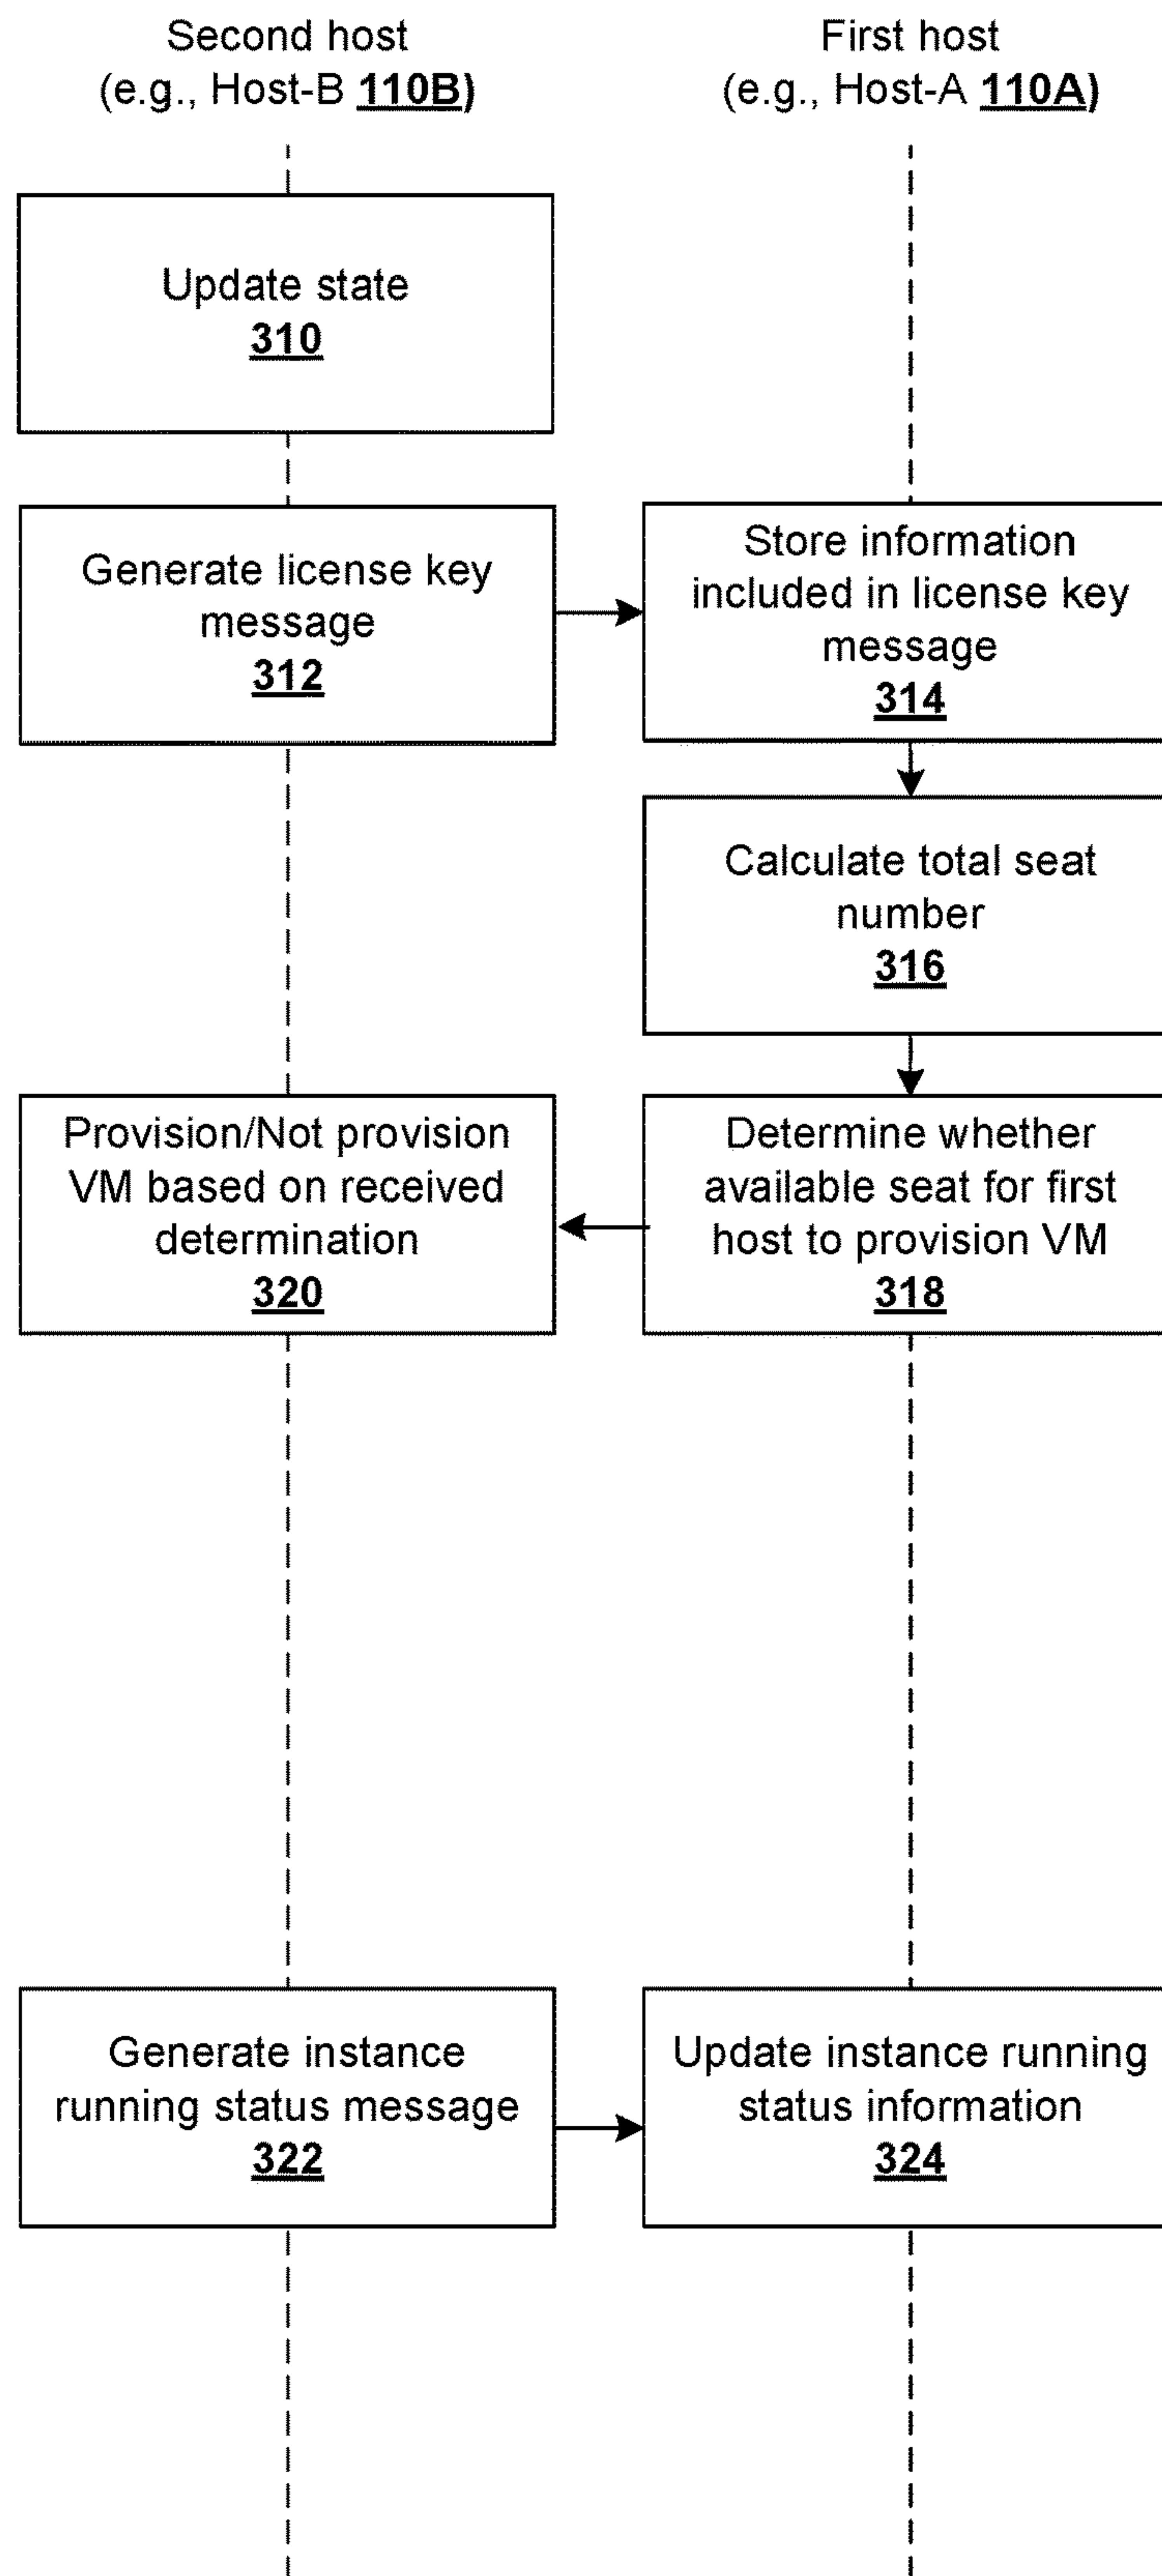 Second host
(e.g., Host-B 110B)
First host
(e.g., Host-A 110A)
Update state
310
Generate license key
message
312
Store information
included in license key
message
314
Calculate total seat
number
316
Provision/Not provision
VM based on received
determination
320
Determine whether
available seat for first
host to provision VM
318
Generate instance
running status message
322
Update instance running
status information
324